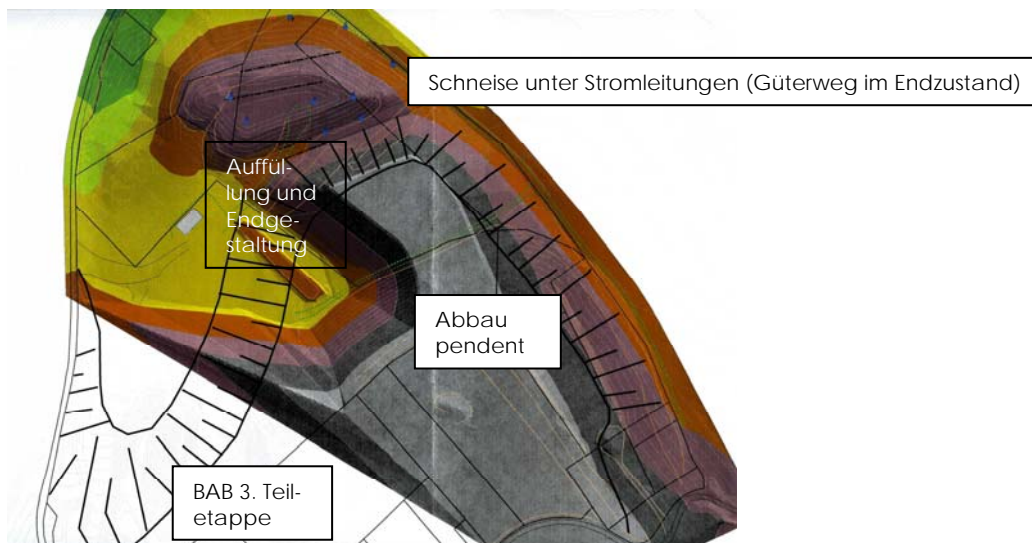 Schneise unter Stromleitungen (Güterweg im Endzustand)
Auffül-
lung und
Endge-
staltung
Abbau
pendent
BAB 3. Teil-
etappe